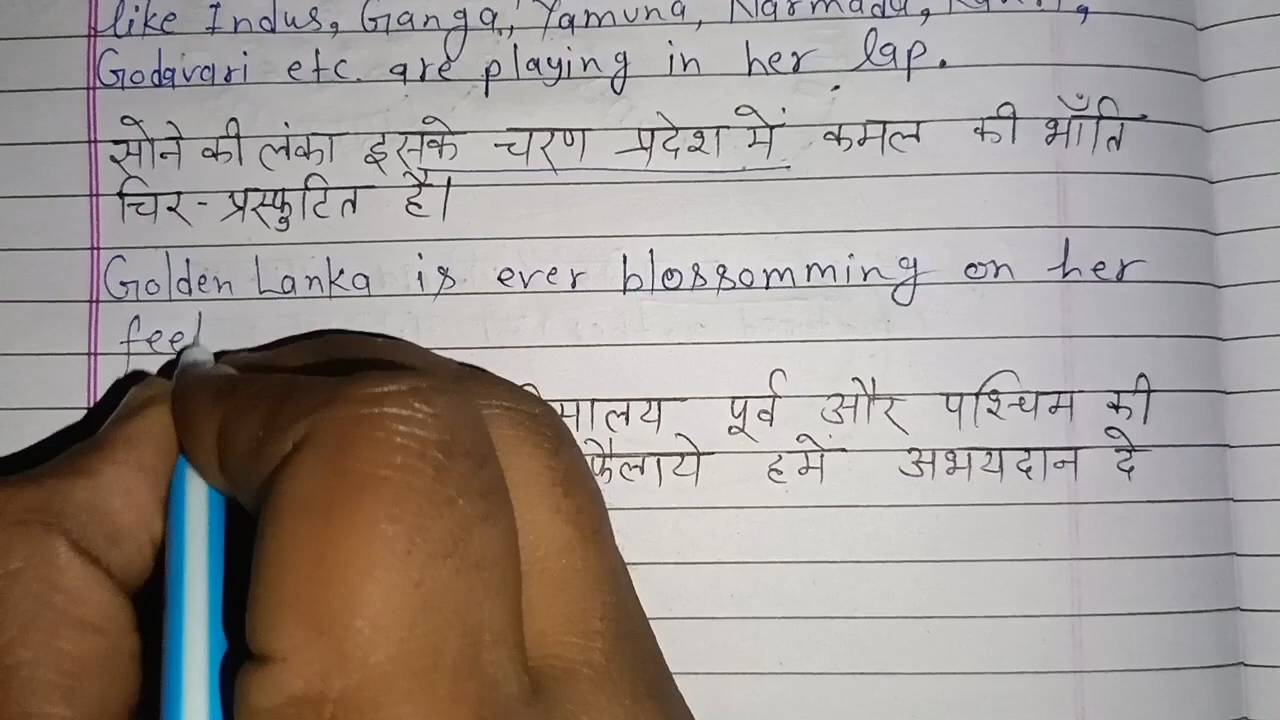 like Indus, Ganga, Yamuna, Narmada,
Godavari etc. are playing in her lap.
सोने की लंका इसके चरण प्रदेश में कमल की भाँति
चिर-प्रस्फुटित है।
Golden Lanka is ever blossomming on her
feet
पूर्व और पश्चिम की
फैलाये हमें अभयदान दे